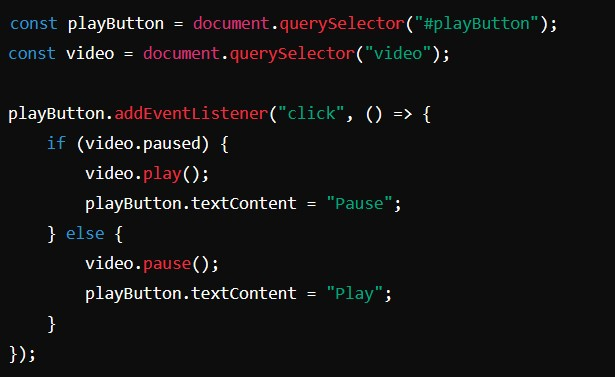 const playButton = document.querySelector("#playButton");
const video = document.querySelector("video");

playButton.addEventListener("click", () => {
    if (video.paused) {
        video.play();
        playButton.textContent = "Pause";
    } else {
        video.pause();
        playButton.textContent = "Play";
    }
});